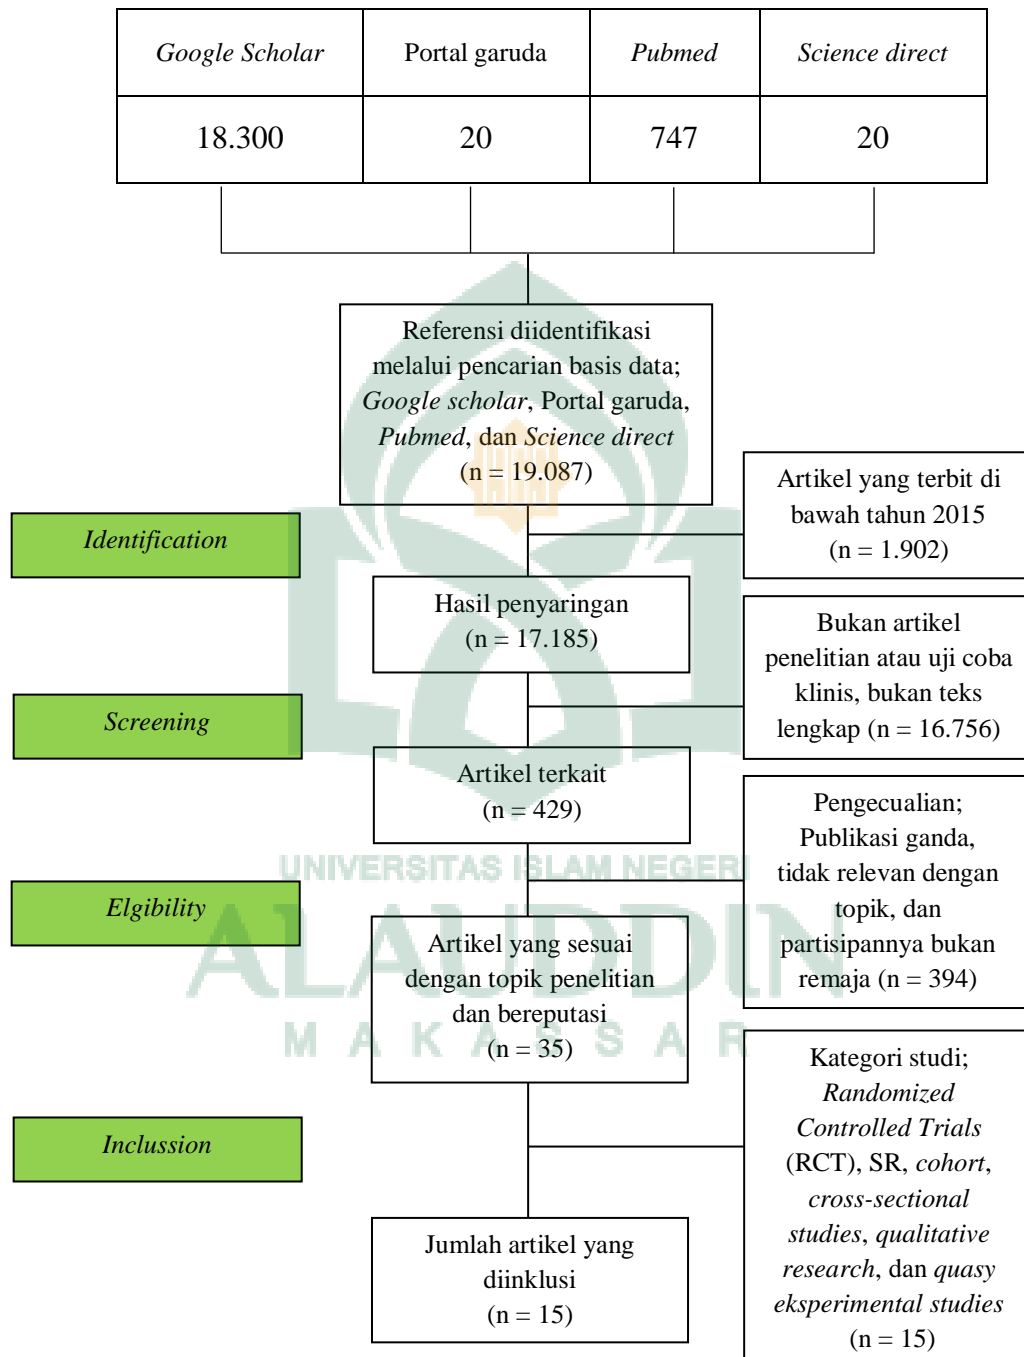 Google Scholar
Portal garuda
Pubmed
Science direct
18.300
20
747
20
Referensi diidentifikasi
melalui pencarian basis data;
Google scholar, Portal garuda,
Pubmed, dan Science direct
(n = 19.087)
Artikel yang terbit di
bawah tahun 2015
(n = 1.902)
Identification
Hasil penyaringan
(n = 17.185)
Bukan artikel
penelitian atau uji coba
klinis, bukan teks
lengkap (n = 16.756)
Screening
Artikel terkait
(n = 429)
Pengecualian;
Publikasi ganda,
tidak relevan dengan
topik, dan
partisipannya bukan
remaja (n = 394)
UNIVERSITAS ISLAM NEGERI
Elgibility
ALAUDDIN
Artikel yang sesuai
dengan topik penelitian
dan bereputasi
(n = 35)
MAKASSAR
Kategori studi;
Randomized
Controlled Trials
(RCT), SR, cohort,
cross-sectional
studies, qualitative
research, dan quasy
eksperimental studies
(n = 15)
Inclussion
Jumlah artikel yang
diinklusi
(n = 15)